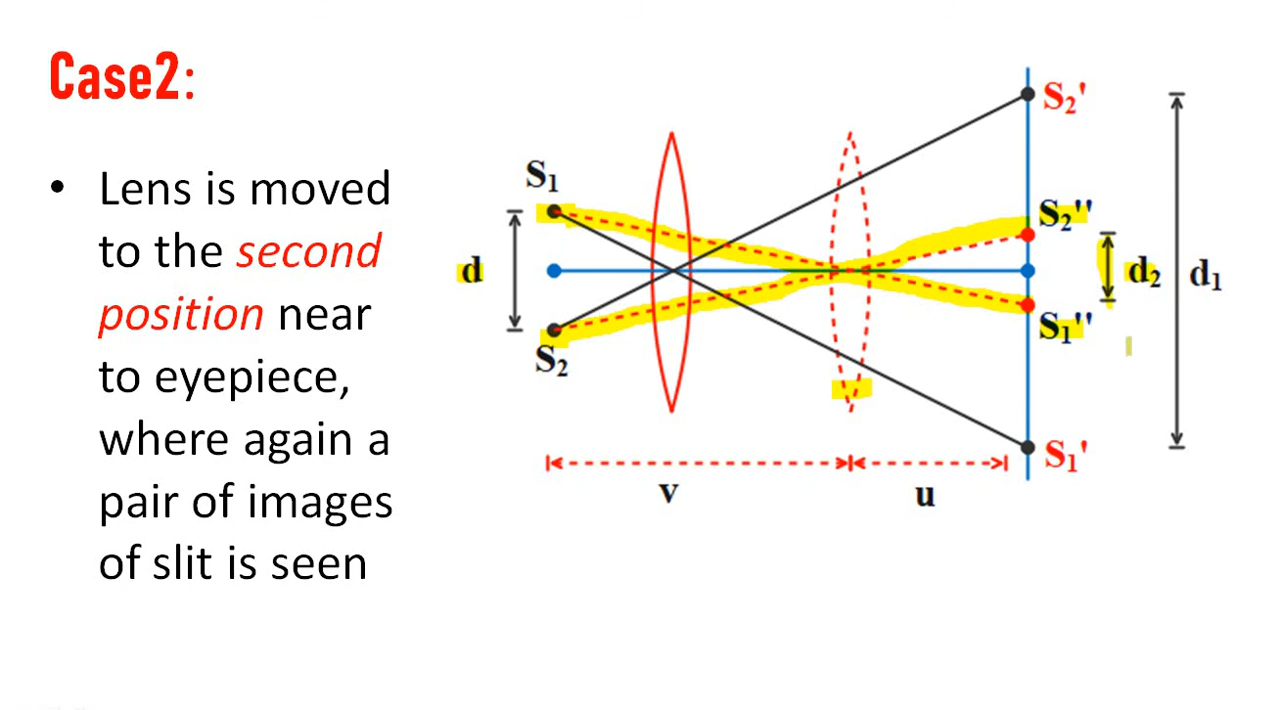 Case2:
• Lens is moved
to the second
position near
to eyepiece,
where again a
pair of images
of slit is seen
S₂'
S₁
S₂''
d
d₂
d₁
S₁''
S₂
S₁'
v
u